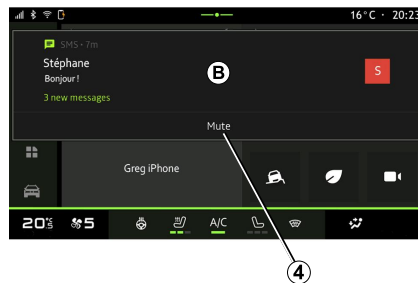 16°C · 20:23
SMS · 7m
Stéphane
Bonjour !
3 new messages
B
S
Mute
Greg iPhone
20°5 5 A/C
4